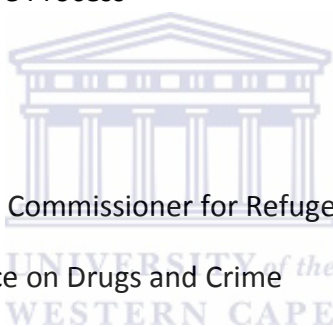 Commissioner for Refuge
UNIVERSITY of the
ce on Drugs and Crime
WESTERN CAPE